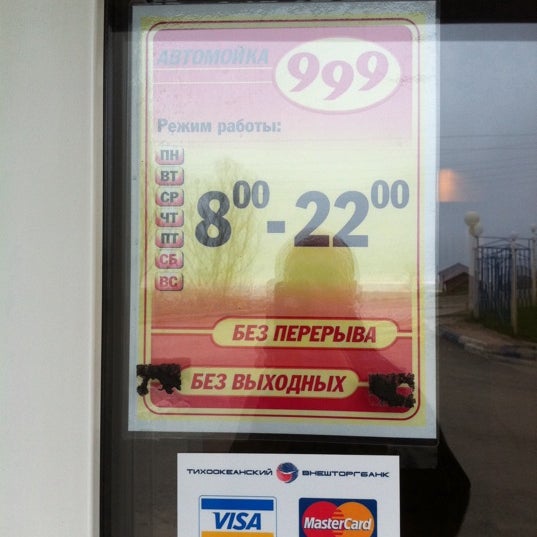 АВТОМОЙКА
999
Режим работы:
ПН
ВТ
СР
ЧТ
ПТ
СБ
ВС
800-2200
БЕЗ ПЕРЕРЫВА
БЕЗ ВЫХОДНЫХ
ТИХООКЕАНСКИЙ ВНЕШТОРГБАНК
VISA MasterCard